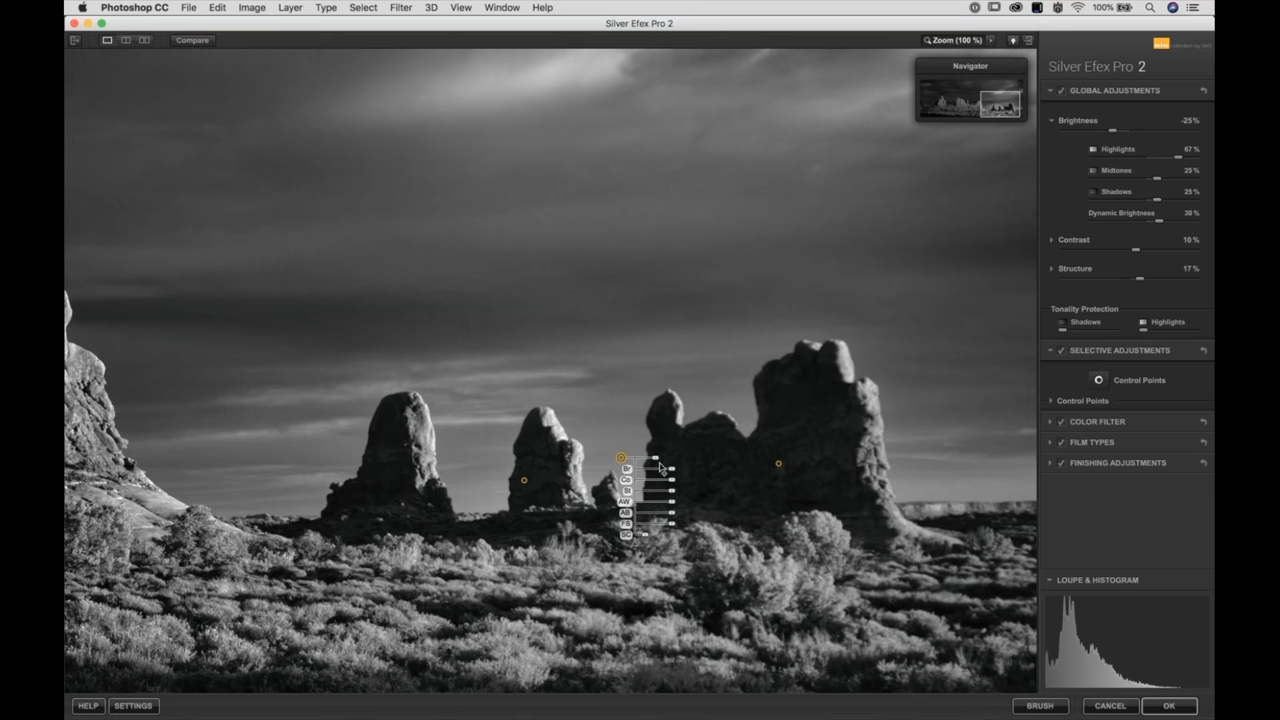 Photoshop CC File Edit Image Layer Type Select Filter 3D View Window Help 100%
Silver Efex Pro 2
Compare
Zoom (100 %)
Navigator
Silver Efex Pro 2
GLOBAL ADJUSTMENTS
Brightness -25%
Highlights 67%
Midtones 25%
Shadows 25%
Dynamic Brightness 30%
Contrast 10%
Structure 17%
Tonality Protection
Shadows Highlights
SELECTIVE ADJUSTMENTS
Control Points
Control Points
COLOR FILTER
FILM TYPES
FINISHING ADJUSTMENTS
Br
Co
St
AW
AB
FS
SC
LOUPE & HISTOGRAM
HELP SETTINGS BRUSH CANCEL OK